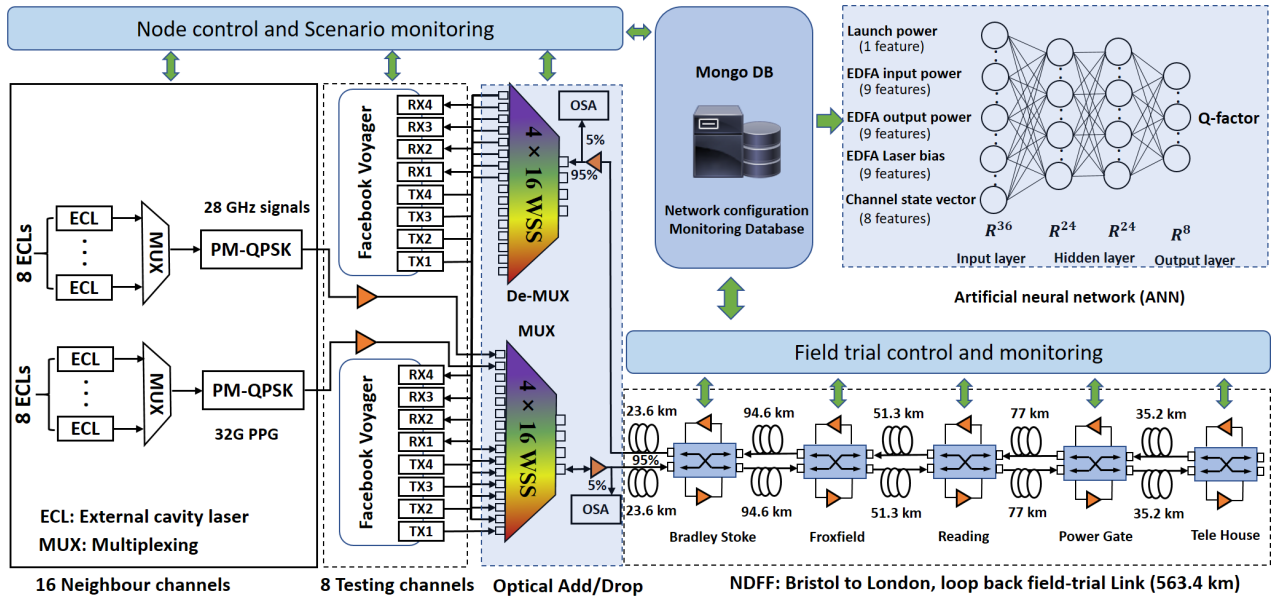 Node control and Scenario monitoring
8 ECLs
ECL
ECL
MUX
28 GHz signals
PM-QPSK
8 ECLs
ECL
ECL
MUX
PM-QPSK
32G PPG
ECL: External cavity laser
MUX: Multiplexing
16 Neighbour channels
Facebook Voyager
RX4
RX3
RX2
RX1
TX4
TX3
TX2
TX1
Facebook Voyager
RX4
RX3
RX2
RX1
TX4
TX3
TX2
TX1
8 Testing channels
4 × 16 WSS
OSA
5%
95%
De-MUX
MUX
4 × 16 WSS
95%
5%
OSA
Optical Add/Drop
Mongo DB
Network configuration
Monitoring Database
Launch power
(1 feature)
EDFA input power
(9 features)
EDFA output power
(9 features)
EDFA Laser bias
(9 features)
Channel state vector
(8 features)
Q-factor
R³⁶
R²⁴
R²⁴
R⁸
Input layer
Hidden layer
Output layer
Artificial neural network (ANN)
Field trial control and monitoring
23.6 km
94.6 km
51.3 km
77 km
35.2 km
23.6 km
94.6 km
51.3 km
77 km
35.2 km
Bradley Stoke
Froxfield
Reading
Power Gate
Tele House
NDFF: Bristol to London, loop back field-trial Link (563.4 km)